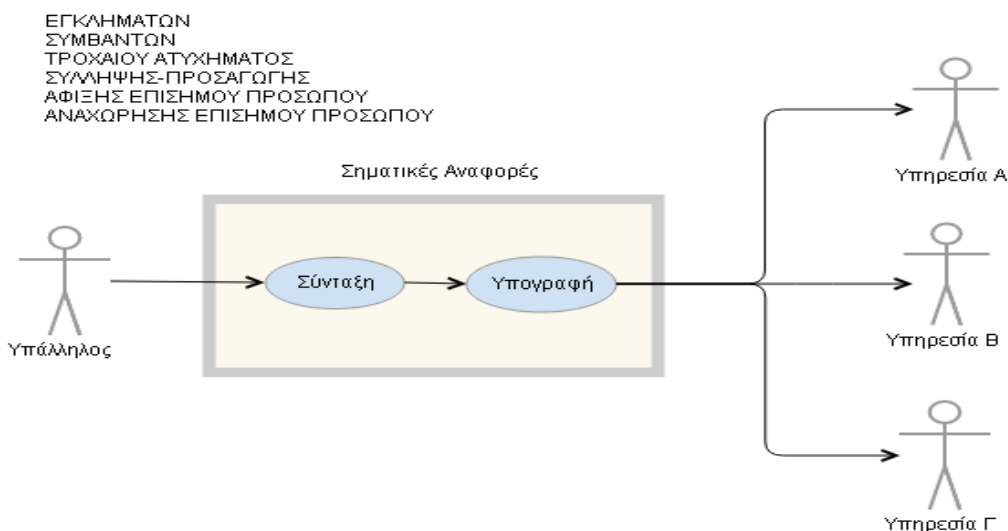 ΕΓΚΛΗΜΑΤΩΝ
ΣΥΜΒΑΝΤΩΝ
ΤΡΟΧΑΙΟΥ ΑΤΥΧΗΜΑΤΟΣ
ΣΥΛΛΗΨΗΣ-ΠΡΟΣΑΓΩΓΗΣ
ΑΦΙΞΗΣ ΕΠΙΣΗΜΟΥ ΠΡΟΣΩΠΟΥ
ΑΝΑΧΩΡΗΣΗΣ ΕΠΙΣΗΜΟΥ ΠΡΟΣΩΠΟΥ
Σηματικές Αναφορές
Υπάλληλος
Σύνταξη
Υπογραφή
Υπηρεσία Α
Υπηρεσία Β
Υπηρεσία Γ